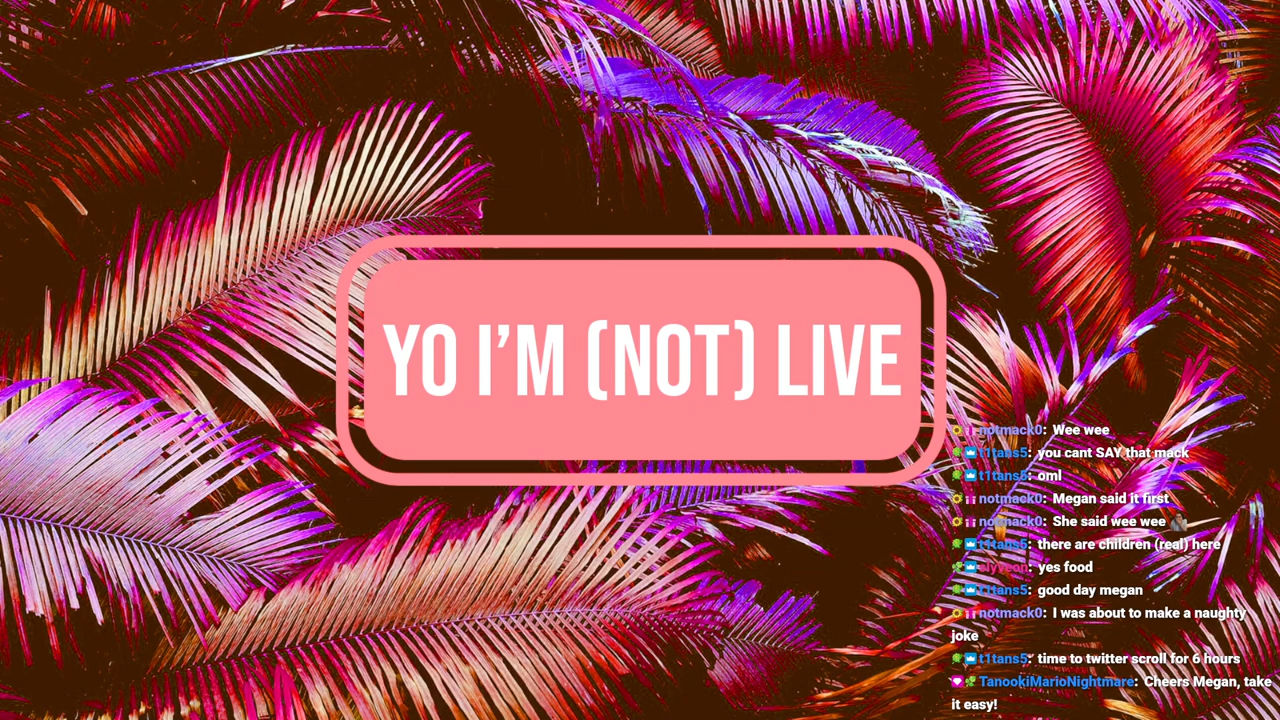 YO I'M (NOT) LIVE
notmack0: Wee wee
t1tans5: you cant SAY that mack
t1tans5: oml
notmack0: Megan said it first
notmack0: She said wee wee
t1tans5: there are children (real) here
: yes food
t1tans5: good day megan
notmack0: I was about to make a naughty
joke
t1tans5: time to twitter scroll for 6 hours
TanookiMarioNightmare: Cheers Megan, take
it easy!